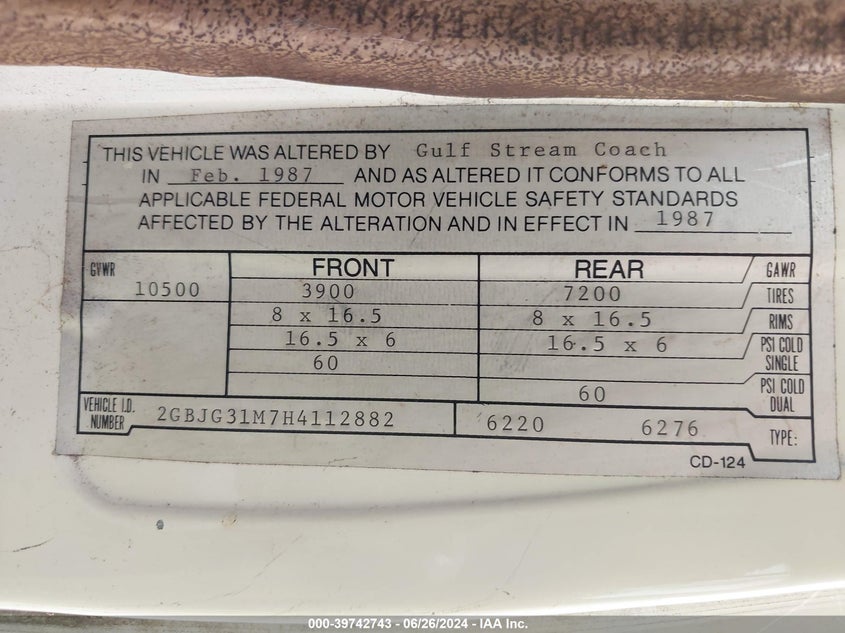 THIS VEHICLE WAS ALTERED BY Gulf Stream Coach
IN Feb. 1987 AND AS ALTERED IT CONFORMS TO ALL
APPLICABLE FEDERAL MOTOR VEHICLE SAFETY STANDARDS
AFFECTED BY THE ALTERATION AND IN EFFECT IN 1987
GVWR FRONT REAR GAWR
10500 3900 7200 TIRES
8 x 16.5 8 x 16.5 RIMS
16.5 x 6 16.5 x 6 PSI COLD SINGLE
60
60 PSI COLD DUAL
VEHICLE I.D. NUMBER 2GBJG31M7H4112882 6220 6276 TYPE:
CD-124
000-39742743 - 06/26/2024 - IAA Inc.